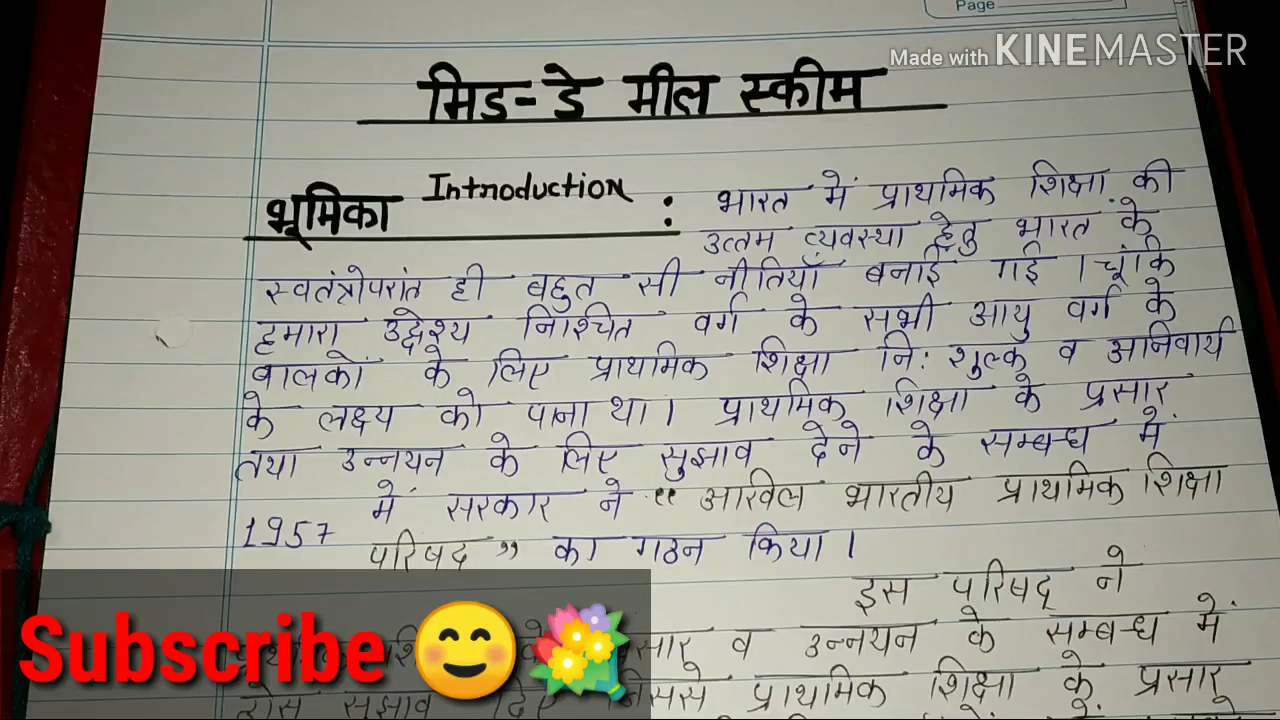 Page
Made with KINEMASTER
मिड-डे मील स्कीम
भूमिका Introduction :
भारत में प्राथमिक शिक्षा की
उत्तम व्यवस्था हेतु भारत के
स्वतंत्रोपरांत ही बहुत सी नीतियाँ बनाई गई । चूंकि
हमारा उद्देश्य निश्चित वर्ग के सभी आयु वर्ग के
बालकों के लिए प्राथमिक शिक्षा नि: शुल्क व अनिवार्य
के लक्ष्य को पाना था । प्राथमिक शिक्षा के प्रसार
तथा उन्नयन के लिए सुझाव देने के सम्बन्ध में
1957 में सरकार ने " अखिल भारतीय प्राथमिक शिक्षा
परिषद " का गठन किया ।
इस परिषद् ने
व उन्नयन के सम्बन्ध में
सुझाव दिए प्राथमिक शिक्षा के प्रसार
Subscribe